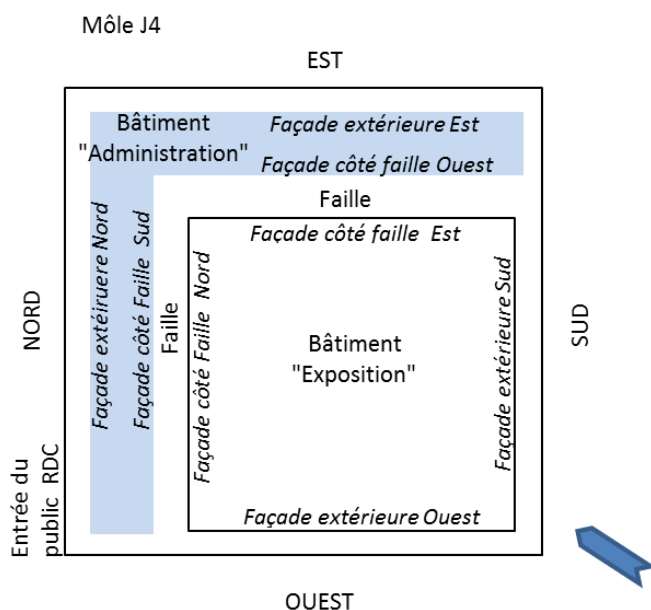 Môle J4
EST
Bâtiment
"Administration"
Façade extérieure Est
Façade côté faille Ouest
Faille
Façade côté faille  Est
NORD
Façade extéiruere Nord
Façade côté Faille  Sud
Faille
Façade côté Faille  Nord
Bâtiment
"Exposition"
Façade extérieure Sud
SUD
Entrée du
public  RDC
Façade extérieure Ouest
OUEST